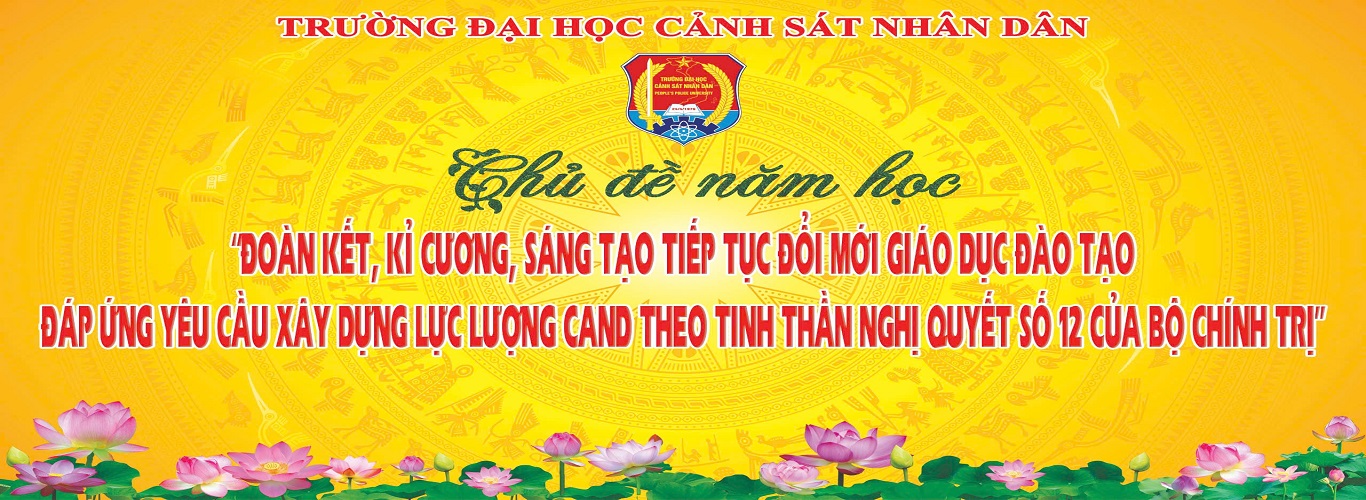 TRƯỜNG ĐẠI HỌC CẢNH SÁT NHÂN DÂN
TRƯỜNG ĐẠI HỌC
CẢNH SÁT NHÂN DÂN
PEOPLE'S POLICE UNIVERSITY
Chủ đề năm học
"ĐOÀN KẾT, KỈ CƯƠNG, SÁNG TẠO TIẾP TỤC ĐỔI MỚI GIÁO DỤC ĐÀO TẠO
ĐÁP ỨNG YÊU CẦU XÂY DỰNG LỰC LƯỢNG CAND THEO TINH THẦN NGHỊ QUYẾT SỐ 12 CỦA BỘ CHÍNH TRỊ"